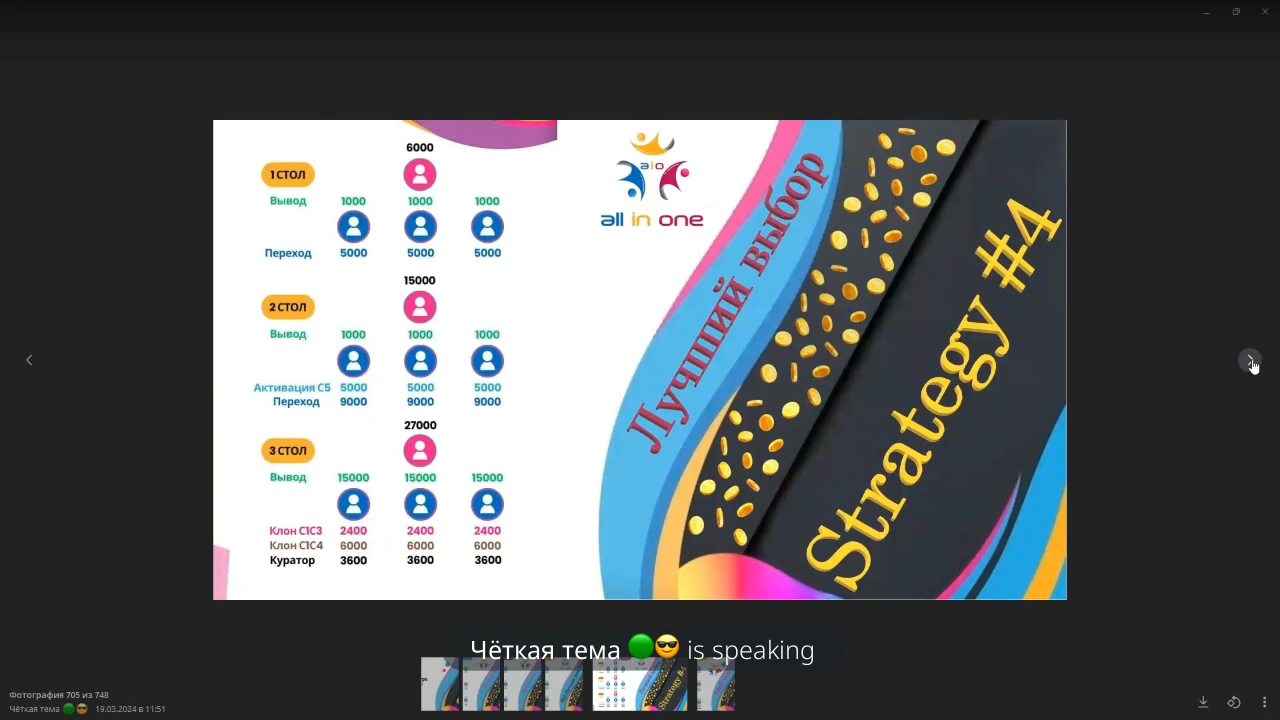 6000
1 СТОЛ
Вывод 1000 1000 1000
Переход 5000 5000 5000
15000
2 СТОЛ
Вывод 1000 1000 1000
Активация С5 5000 5000 5000
Переход 9000 9000 9000
27000
3 СТОЛ
Вывод 15000 15000 15000
Клон С1С3 2400 2400 2400
Клон С1С4 6000 6000 6000
Куратор 3600 3600 3600
aio
all in one
Лучший выбор
Strategy #4
Чёткая тема 🟢😎 is speaking
Strategy #4
Фотография 705 из 748
Чёткая тема 🟢😎 19.03.2024 в 11:51